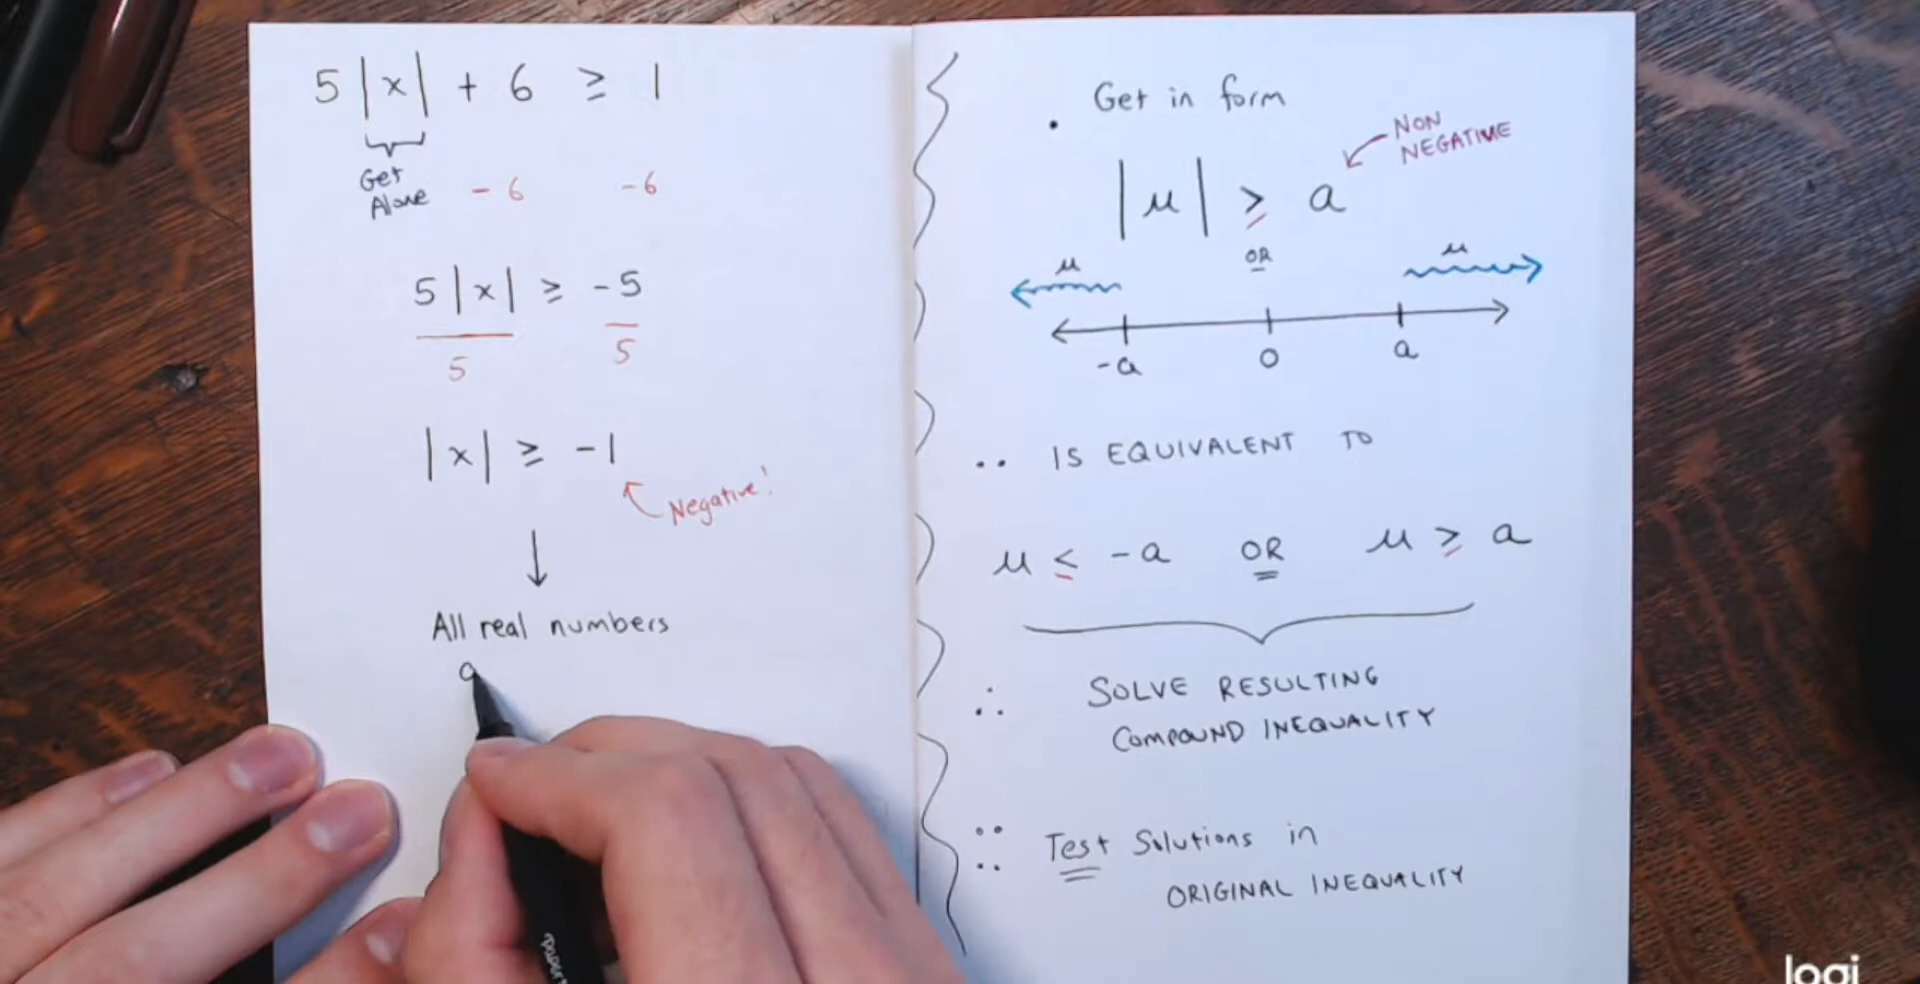 5|x| + 6 ≥ 1
Get
Alone
- 6 - 6
5|x| ≥ -5
5 5
|x| ≥ -1
Negative!
↓
All real numbers
a
• Get in form
NON
NEGATIVE
|μ| ≥ a
OR
μ μ
-a 0 a
•• IS EQUIVALENT TO
μ ≤ -a OR μ ≥ a
∴ SOLVE RESULTING
COMPOUND INEQUALITY
:: Test Solutions in
ORIGINAL INEQUALITY
logi